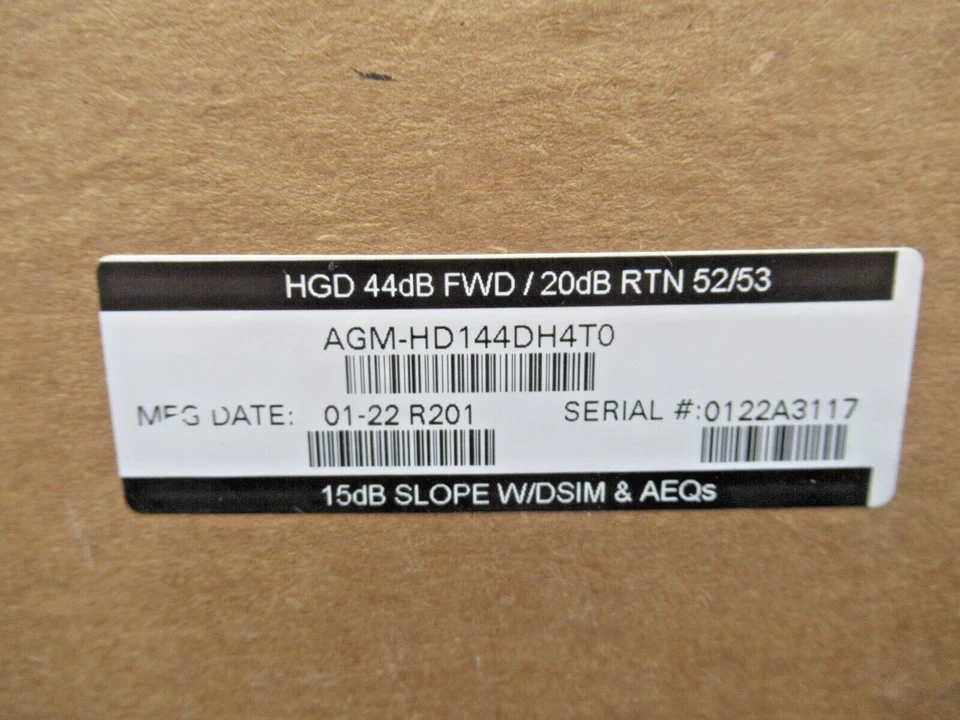 HGD 44dB FWD / 20dB RTN 52/53
AGM-HD144DH4T0
MFG DATE: 01-22 R201 SERIAL #:0122A3117
15dB SLOPE W/DSIM & AEQs